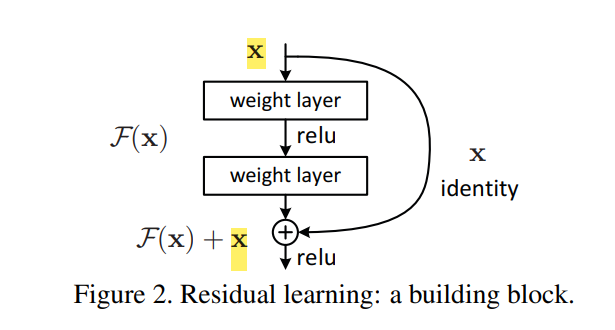 x
weight layer
relu
F(x)
x
weight layer
identity
F(x) + x
relu
Figure 2. Residual learning: a building block.